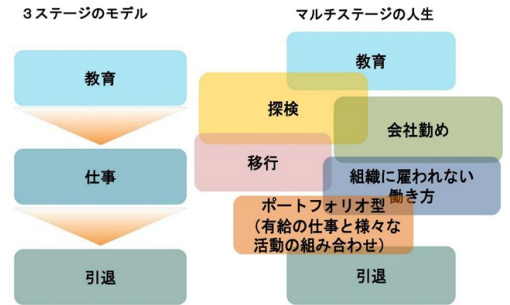 ３ステージのモデル
教育
仕事
引退
マルチステージの人生
教育
探検
会社勤め
移行
組織に雇われない
働き方
ポートフォリオ型
（有給の仕事と様々な
活動の組み合わせ）
引退